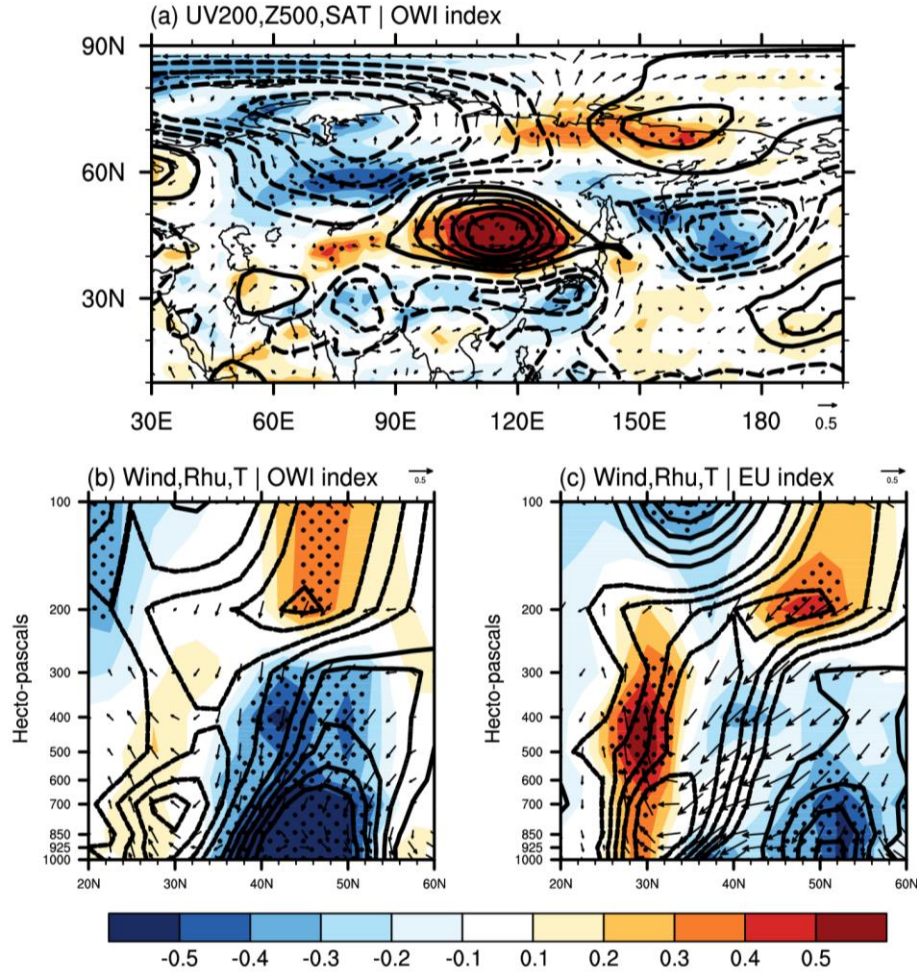 (a) UV200,Z500,SAT | OWI index
90N
60N
30N
30E 60E 90E 120E 150E 180
0.5
(b) Wind,Rhu,T | OWI index
0.5
(c) Wind,Rhu,T | EU index
0.5
Hecto-pascals
100
200
300
400
500
600
700
850
925
1000
20N 30N 40N 50N 60N
Hecto-pascals
100
200
300
400
500
600
700
850
925
1000
20N 30N 40N 50N 60N
-0.5 -0.4 -0.3 -0.2 -0.1 0.1 0.2 0.3 0.4 0.5